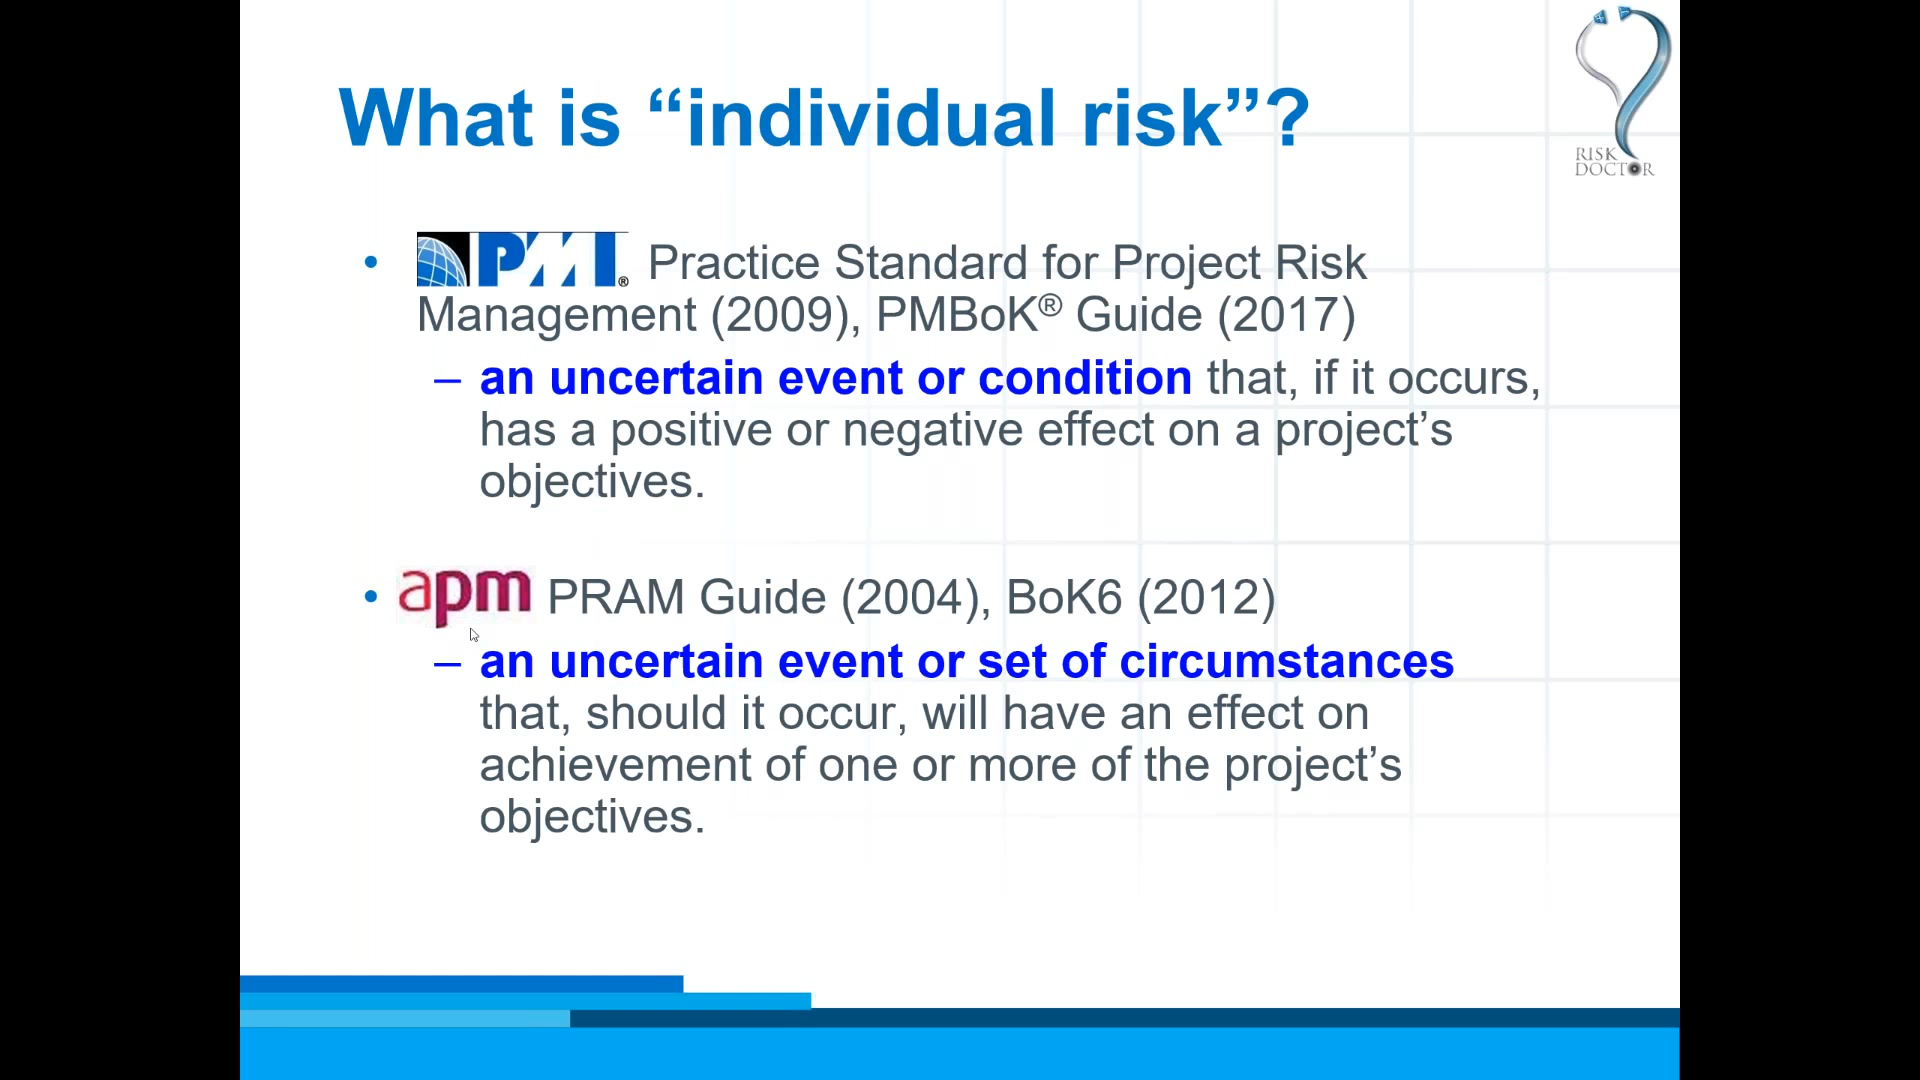 What is “individual risk”?
RISK
DOCTOR
• PMI® Practice Standard for Project Risk
Management (2009), PMBoK® Guide (2017)
– an uncertain event or condition that, if it occurs,
has a positive or negative effect on a project’s
objectives.
• apm PRAM Guide (2004), BoK6 (2012)
– an uncertain event or set of circumstances
that, should it occur, will have an effect on
achievement of one or more of the project’s
objectives.